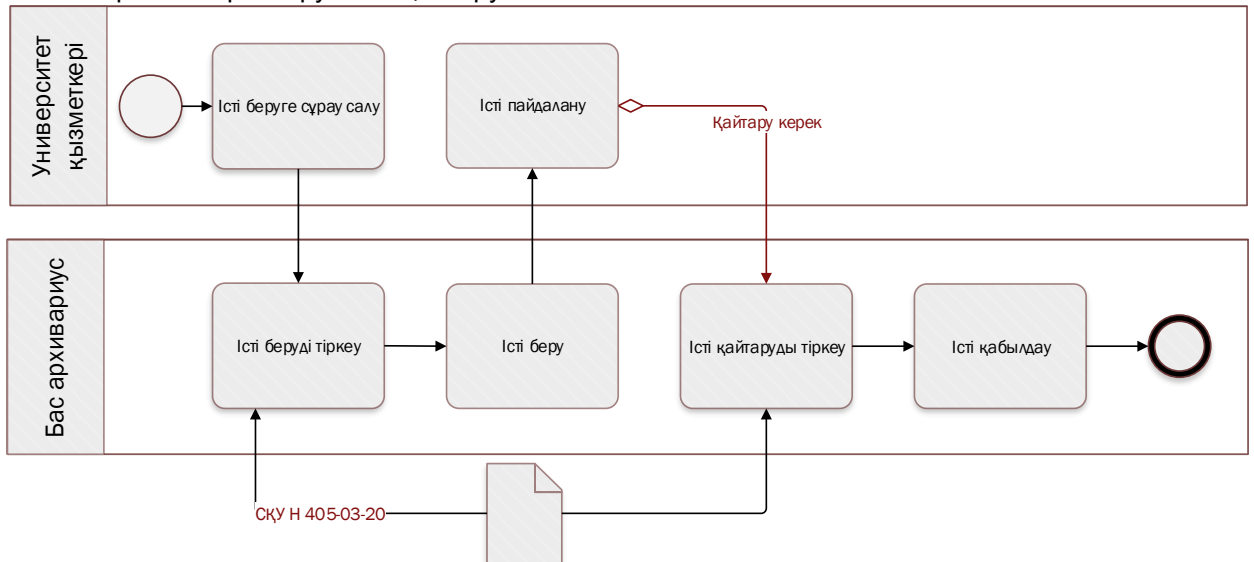 Университет
қызметкері
Істі беруге сұрау салу
Істі пайдалану
Қайтару керек
Бас архивариус
Істі беруді тіркеу
Істі беру
Істі қайтаруды тіркеу
Істі қабылдау
СҚУ Н 405-03-20